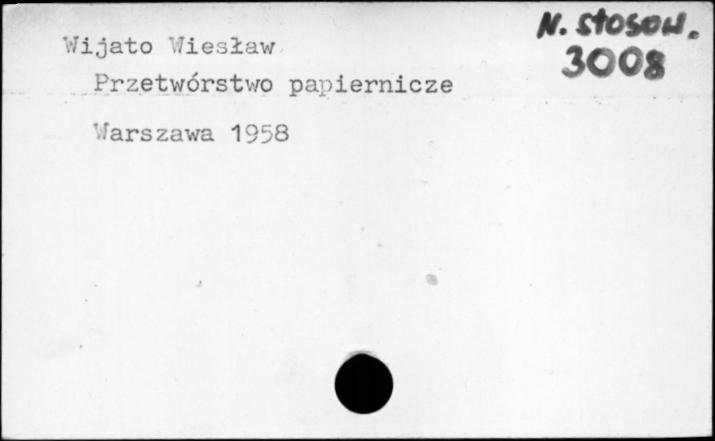 N. Stosow.
3008
Wijato Wiesław
Przetwórstwo papiernicze
Warszawa 1958